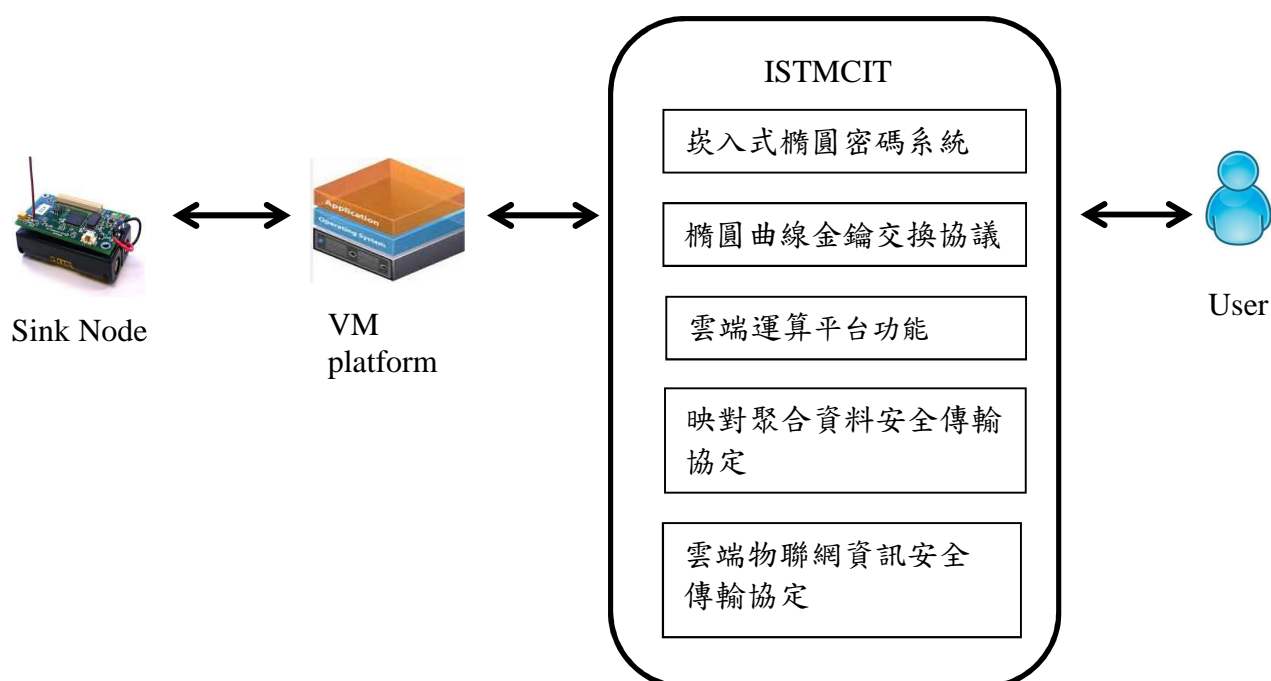 ISTMCIT
崁入式橢圓密碼系統
橢圓曲線金鑰交換協議
雲端運算平台功能
映對聚合資料安全傳輸
協定
雲端物聯網資訊安全
傳輸協定
Application
Operating System
Sink Node
VM
platform
User